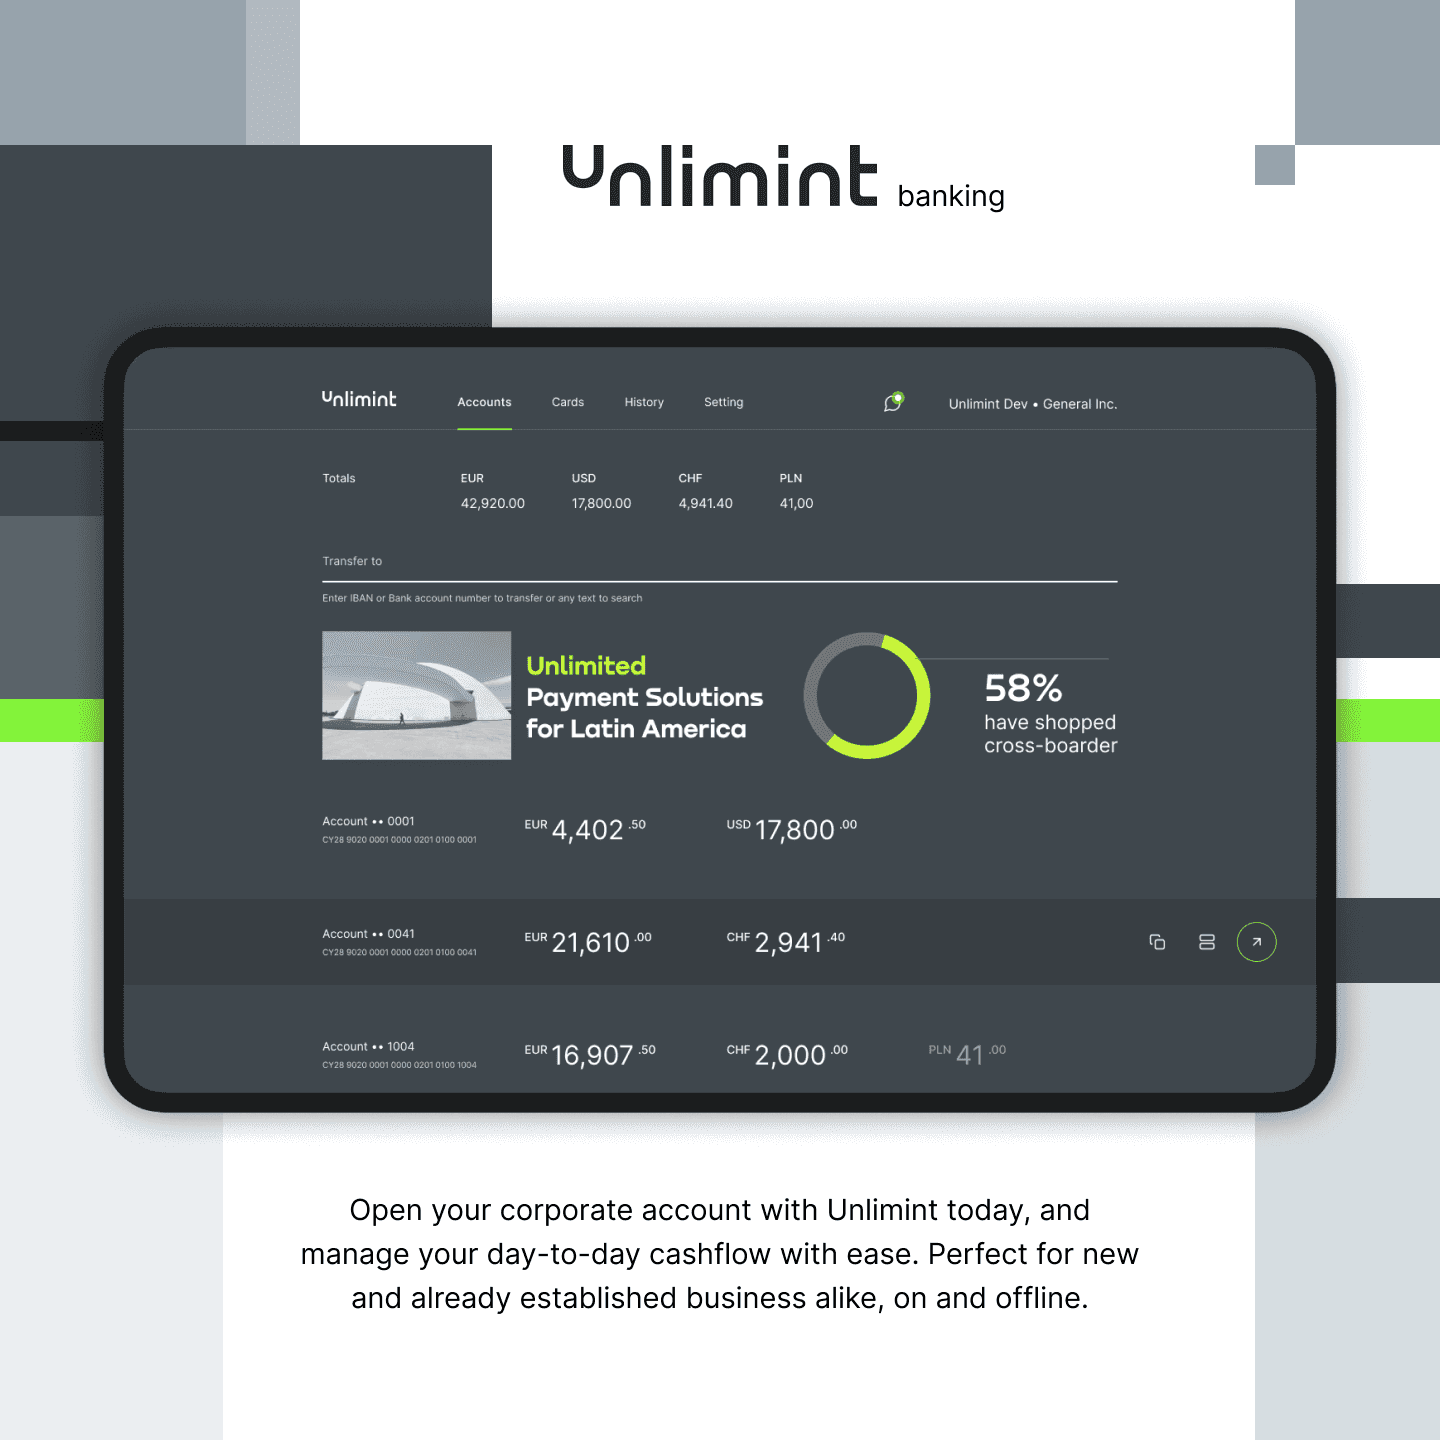 Unlimint banking
Unlimint Accounts Cards History Setting Unlimint Dev • General Inc.
Totals EUR USD CHF PLN
42,920.00 17,800.00 4,941.40 41,00
Transfer to
Enter IBAN or Bank account number to transfer or any text to search
Unlimited
Payment Solutions
for Latin America
58%
have shopped
cross-boarder
Account •• 0001 EUR 4,402.50 USD 17,800.00
CY28 9020 0001 0000 0201 0100 0001
Account •• 0041 EUR 21,610.00 CHF 2,941.40
CY28 9020 0001 0000 0201 0100 0041
Account •• 1004 EUR 16,907.50 CHF 2,000.00 PLN 41.00
CY28 9020 0001 0000 0201 0100 1004
Open your corporate account with Unlimint today, and
manage your day-to-day cashflow with ease. Perfect for new
and already established business alike, on and offline.